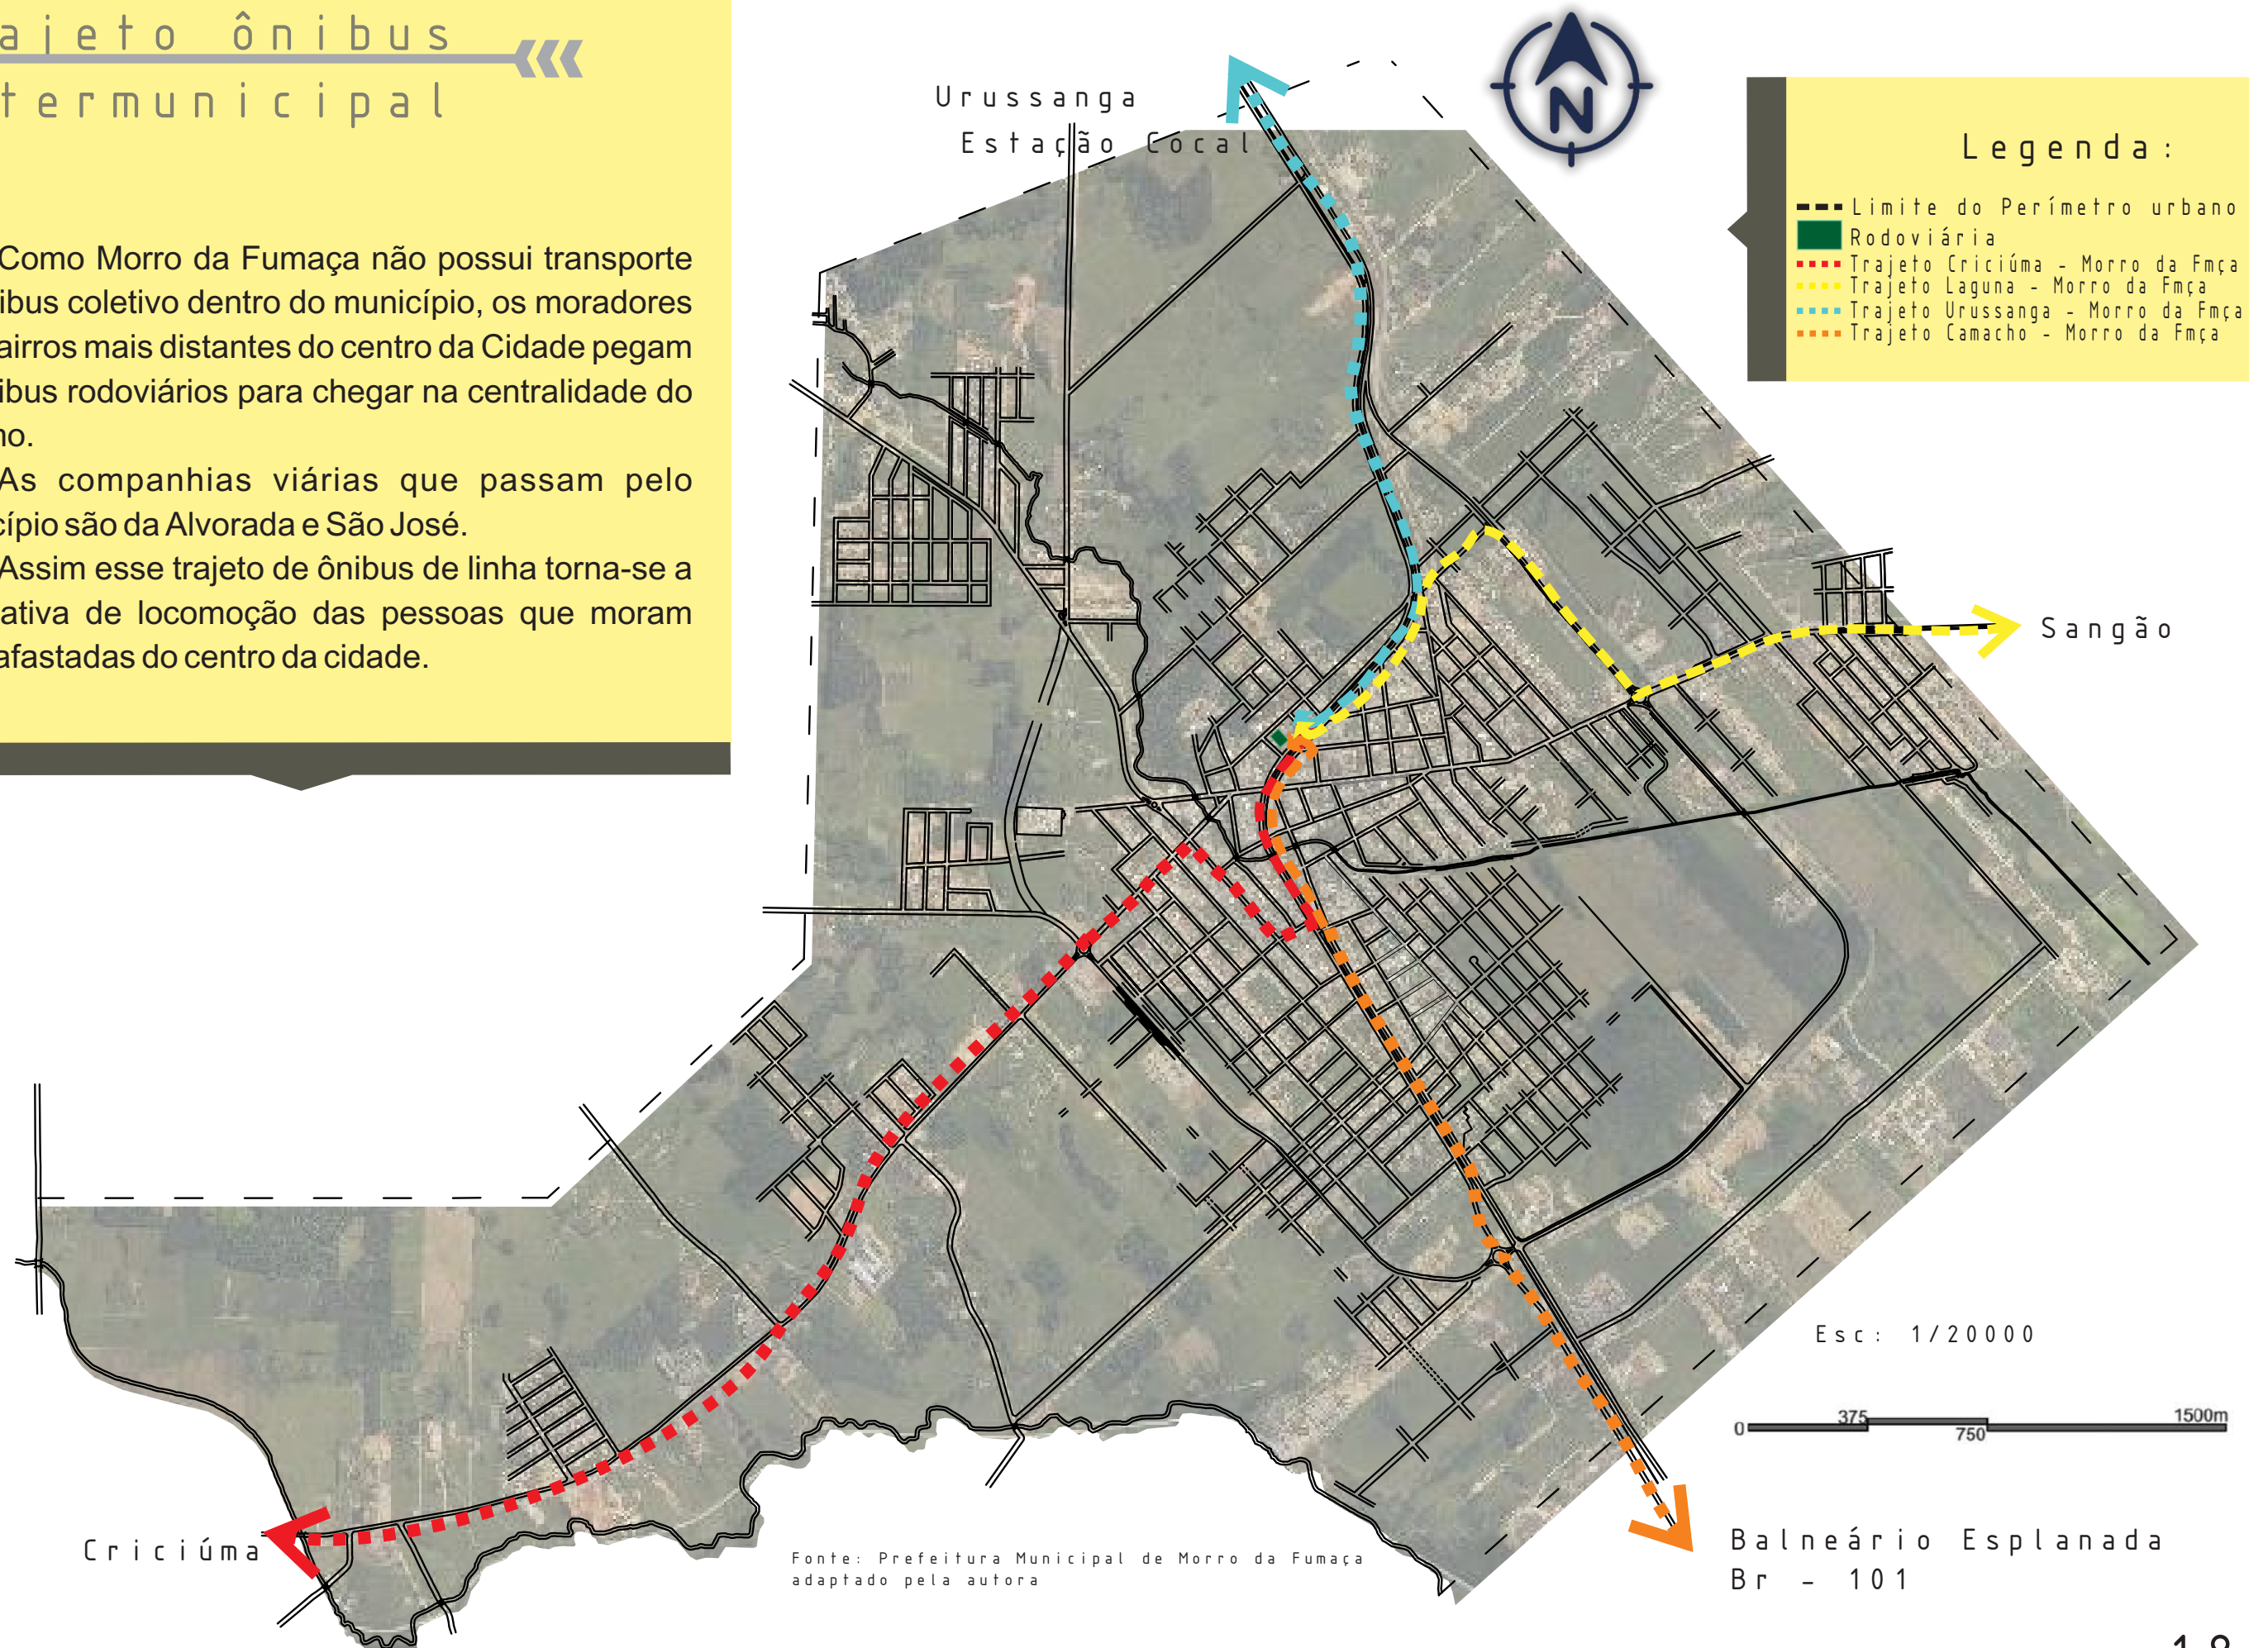 ajeto ônibus
termunicipal
Como Morro da Fumaça não possui transporte
ibus coletivo dentro do município, os moradores
airros mais distantes do centro da Cidade pegam
ibus rodoviários para chegar na centralidade do
no.
As companhias viárias que passam pelo
cípio são da Alvorada e São José.
Assim esse trajeto de ônibus de linha torna-se a
ativa de locomoção das pessoas que moram
afastadas do centro da cidade.
Urussanga
Estação Cocal
N
Legenda:
Limite do Perímetro urbano
Rodoviária
Trajeto Criciúma - Morro da Fmça
Trajeto Laguna - Morro da Fmça
Trajeto Urussanga - Morro da Fmça
Trajeto Camacho - Morro da Fmça
Sangão
Esc: 1/20000
0 375 750 1500m
Criciúma
Balneário Esplanada
Br - 101
Fonte: Prefeitura Municipal de Morro da Fumaça
adaptado pela autora